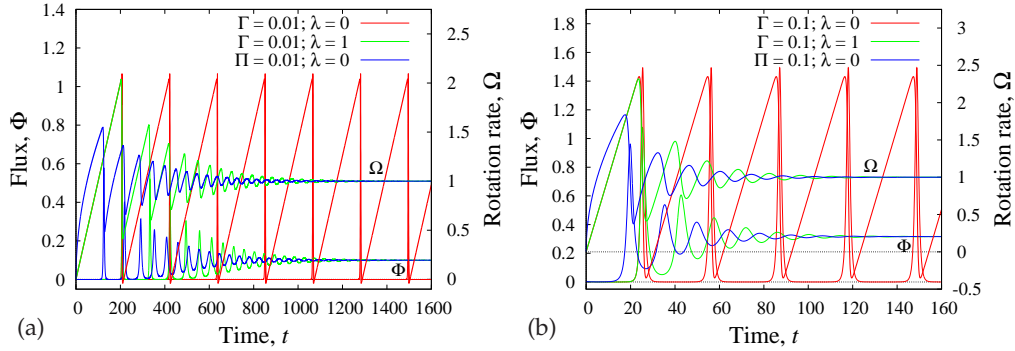 Γ = 0.01; λ = 0
Γ = 0.01; λ = 1
Π = 0.01; λ = 0
Flux, Φ
Rotation rate, Ω
Ω
Φ
0
0.2
0.4
0.6
0.8
1
1.2
1.4
0
0.5
1
1.5
2
2.5
0 200 400 600 800 1000 1200 1400 1600
Time, t
(a)
Γ = 0.1; λ = 0
Γ = 0.1; λ = 1
Π = 0.1; λ = 0
Flux, Φ
Rotation rate, Ω
Ω
Φ
0
0.2
0.4
0.6
0.8
1
1.2
1.4
1.6
1.8
-0.5
0
0.5
1
1.5
2
2.5
3
0 20 40 60 80 100 120 140 160
Time, t
(b)